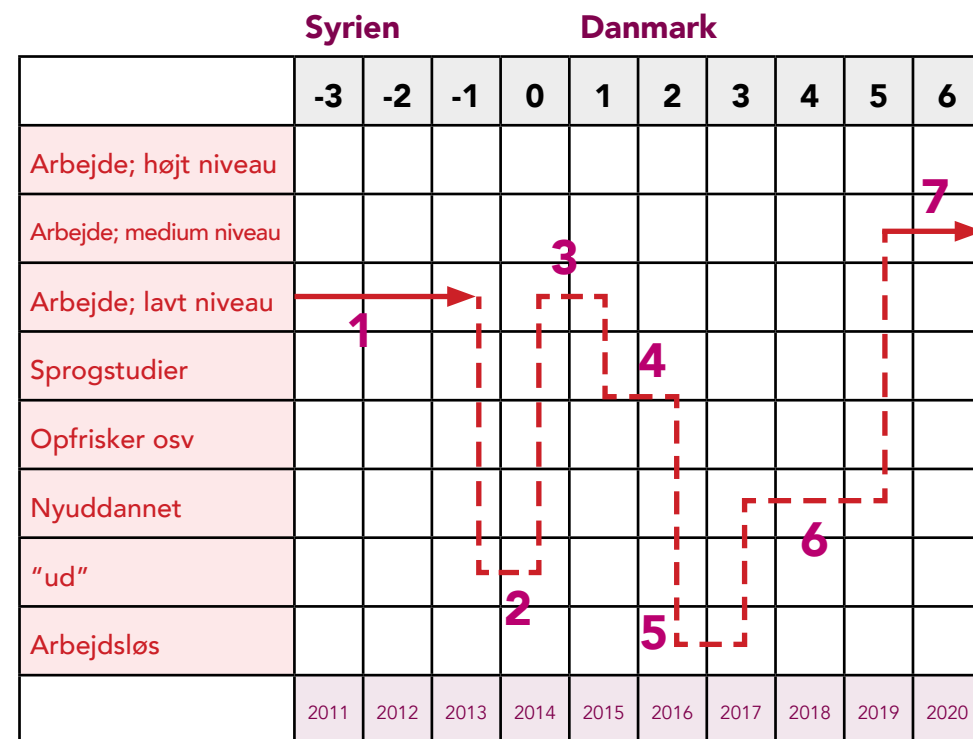 Syrien Danmark
-3 -2 -1 0 1 2 3 4 5 6
Arbejde; højt niveau
7
Arbejde; medium niveau
3
Arbejde; lavt niveau
1
Sprogstudier
4
Opfrisker osv
Nyuddannet
6
“ud”
2
5
Arbejdsløs
2011 2012 2013 2014 2015 2016 2017 2018 2019 2020